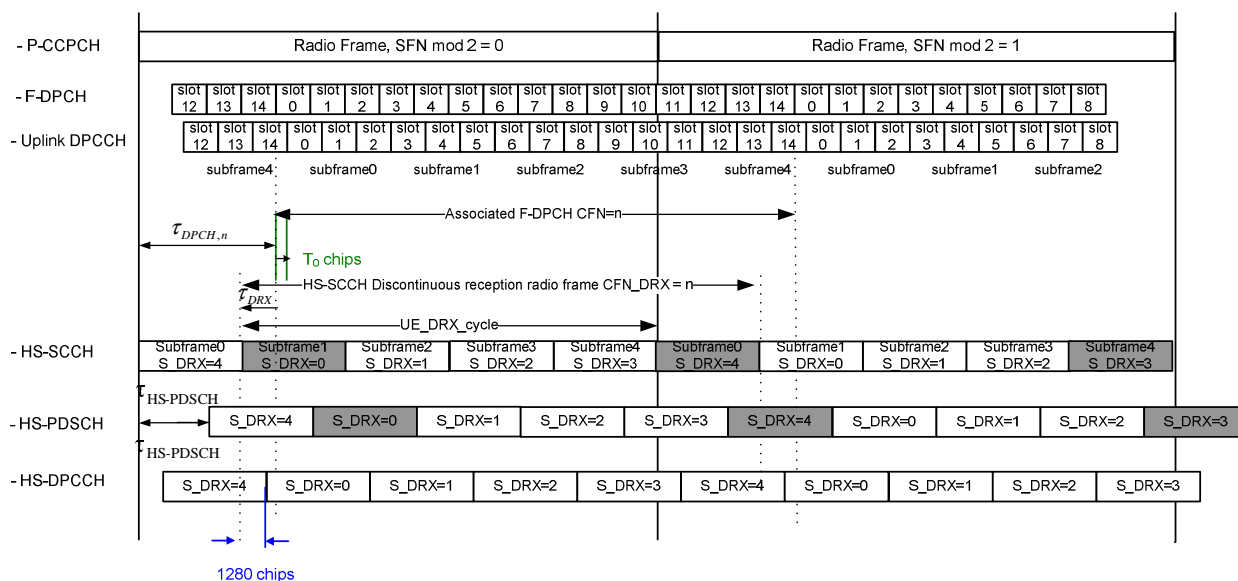 - P-CCPCH
Radio Frame, SFN mod 2 = 0
Radio Frame, SFN mod 2 = 1
- F-DPCH
slot 12 slot 13 slot 14 slot 0 slot 1 slot 2 slot 3 slot 4 slot 5 slot 6 slot 7 slot 8 slot 9 slot 10 slot 11 slot 12 slot 13 slot 14 slot 0 slot 1 slot 2 slot 3 slot 4 slot 5 slot 6 slot 7 slot 8
- Uplink DPCCH
slot 12 slot 13 slot 14 slot 0 slot 1 slot 2 slot 3 slot 4 slot 5 slot 6 slot 7 slot 8 slot 9 slot 10 slot 11 slot 12 slot 13 slot 14 slot 0 slot 1 slot 2 slot 3 slot 4 slot 5 slot 6 slot 7 slot 8
subframe4 subframe0 subframe1 subframe2 subframe3 subframe4 subframe0 subframe1 subframe2
Associated F-DPCH CFN=n
τDPCH,n
T0 chips
HS-SCCH Discontinuous reception radio frame CFN_DRX = n
τDRX
UE_DRX_cycle
- HS-SCCH
Subframe0 Subframe1 Subframe2 Subframe3 Subframe4 Subframe0 Subframe1 Subframe2 Subframe3 Subframe4
S_DRX=4 S_DRX=0 S_DRX=1 S_DRX=2 S_DRX=3 S_DRX=4 S_DRX=0 S_DRX=1 S_DRX=2 S_DRX=3
τHS-PDSCH
- HS-PDSCH
S_DRX=4 S_DRX=0 S_DRX=1 S_DRX=2 S_DRX=3 S_DRX=4 S_DRX=0 S_DRX=1 S_DRX=2 S_DRX=3
τHS-PDSCH
- HS-DPCCH
S_DRX=4 S_DRX=0 S_DRX=1 S_DRX=2 S_DRX=3 S_DRX=4 S_DRX=0 S_DRX=1 S_DRX=2 S_DRX=3
1280 chips